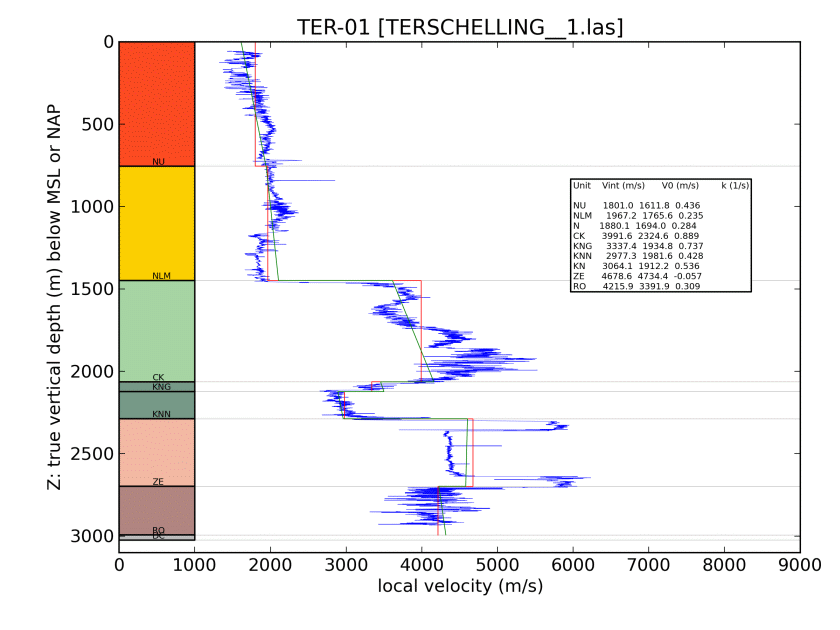 TER-01 [TERSCHELLING__1.las]
0
500
1000
1500
2000
2500
3000
Z: true vertical depth (m) below MSL or NAP
NU
NLM
CK
KNG
KNN
ZE
RO
DC
Unit Vint (m/s) V0 (m/s) k (1/s)
NU 1801.0 1611.8 0.436
NLM 1967.2 1765.6 0.235
N 1880.1 1694.0 0.284
CK 3991.6 2324.6 0.889
KNG 3337.4 1934.8 0.737
KNN 2977.3 1981.6 0.428
KN 3064.1 1912.2 0.536
ZE 4678.6 4734.4 -0.057
RO 4215.9 3391.9 0.309
0 1000 2000 3000 4000 5000 6000 7000 8000 9000
local velocity (m/s)